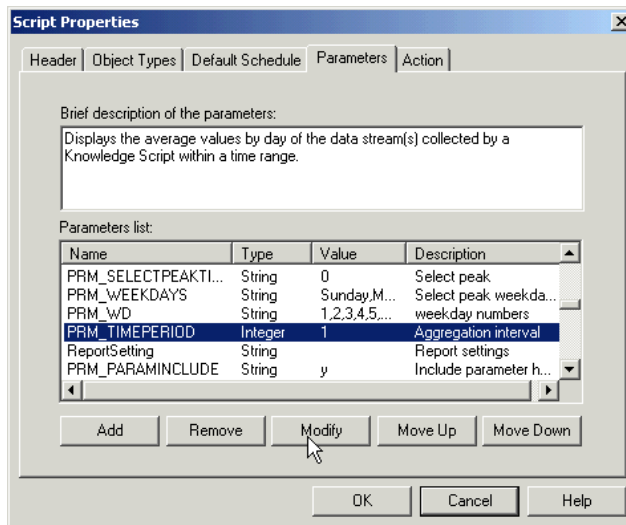 Script Properties
Header Object Types Default Schedule Parameters Action
Brief description of the parameters:
Displays the average values by day of the data stream(s) collected by a
Knowledge Script within a time range.
Parameters list:
Name Type Value Description
PRM_SELECTPEAKTI... String 0 Select peak
PRM_WEEKDAYS String Sunday,M... Select peak weekda...
PRM_WD String 1,2,3,4,5,... weekday numbers
PRM_TIMEPERIOD Integer 1 Aggregation interval
ReportSetting String Report settings
PRM_PARAMINCLUDE String y Include parameter h...
Add Remove Modify Move Up Move Down
OK Cancel Help